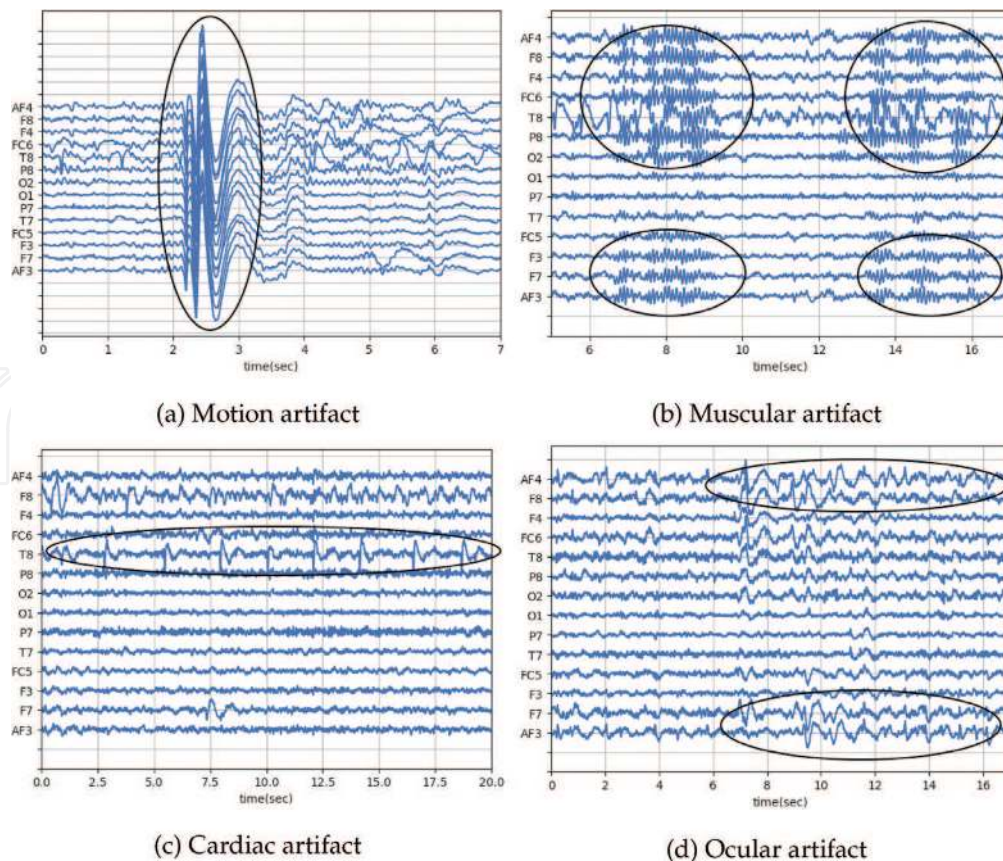 AF4
F8
F4
FC6
T8
P8
O2
O1
P7
T7
FC5
F3
F7
AF3
0 1 2 3 4 5 6 7
time(sec)
(a) Motion artifact
AF4
F8
F4
FC6
T8
P8
O2
O1
P7
T7
FC5
F3
F7
AF3
6 8 10 12 14 16
time(sec)
(b) Muscular artifact
AF4
F8
F4
FC6
T8
P8
O2
O1
P7
T7
FC5
F3
F7
AF3
0.0 2.5 5.0 7.5 10.0 12.5 15.0 17.5 20.0
time(sec)
(c) Cardiac artifact
AF4
F8
F4
FC6
T8
P8
O2
O1
P7
T7
FC5
F3
F7
AF3
0 2 4 6 8 10 12 14 16
time(sec)
(d) Ocular artifact